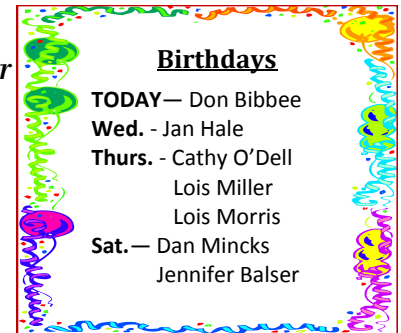 r
Birthdays
TODAY— Don Bibbee
Wed. - Jan Hale
Thurs. - Cathy O’Dell
Lois Miller
Lois Morris
Sat.— Dan Mincks
Jennifer Balser